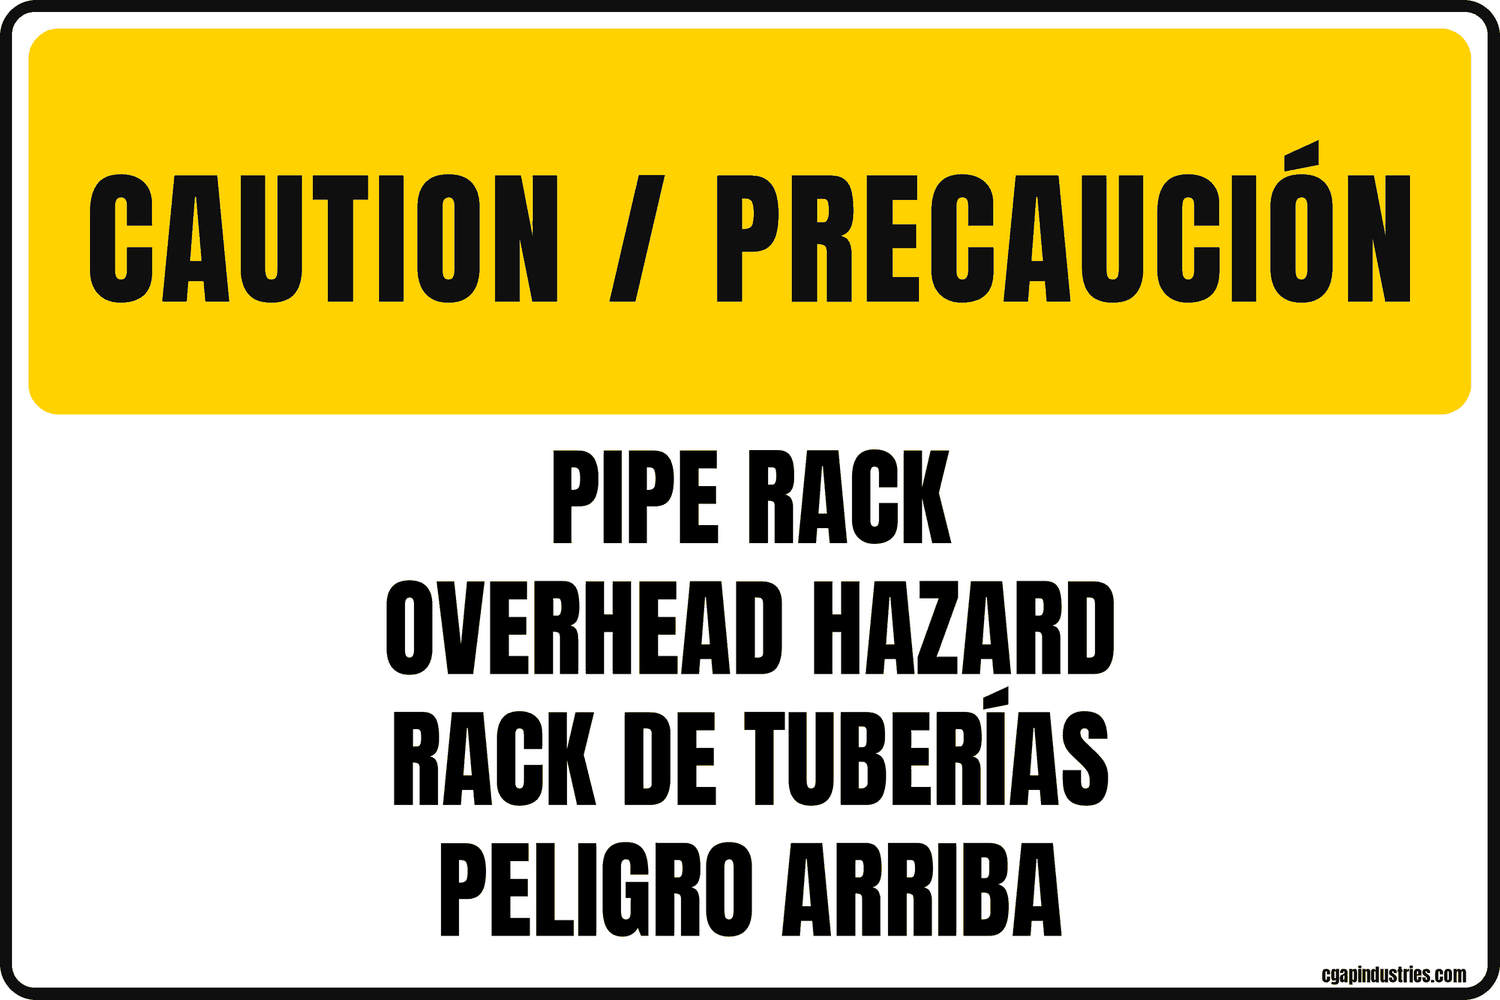 CAUTION / PRECAUCIÓN
PIPE RACK
OVERHEAD HAZARD
RACK DE TUBERÍAS
PELIGRO ARRIBA
cgapindustries.com